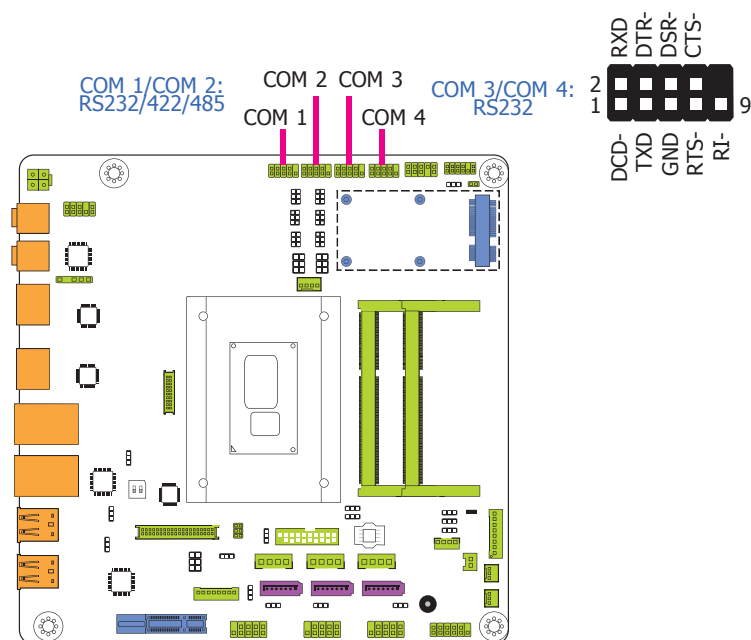 COM 1/COM 2:
RS232/422/485
COM 2
COM 3
COM 1
COM 4
COM 3/COM 4:
RS232
RXD
DTR-
DSR-
CTS-
2
1
9
DCD-
TXD
GND
RTS-
RI-